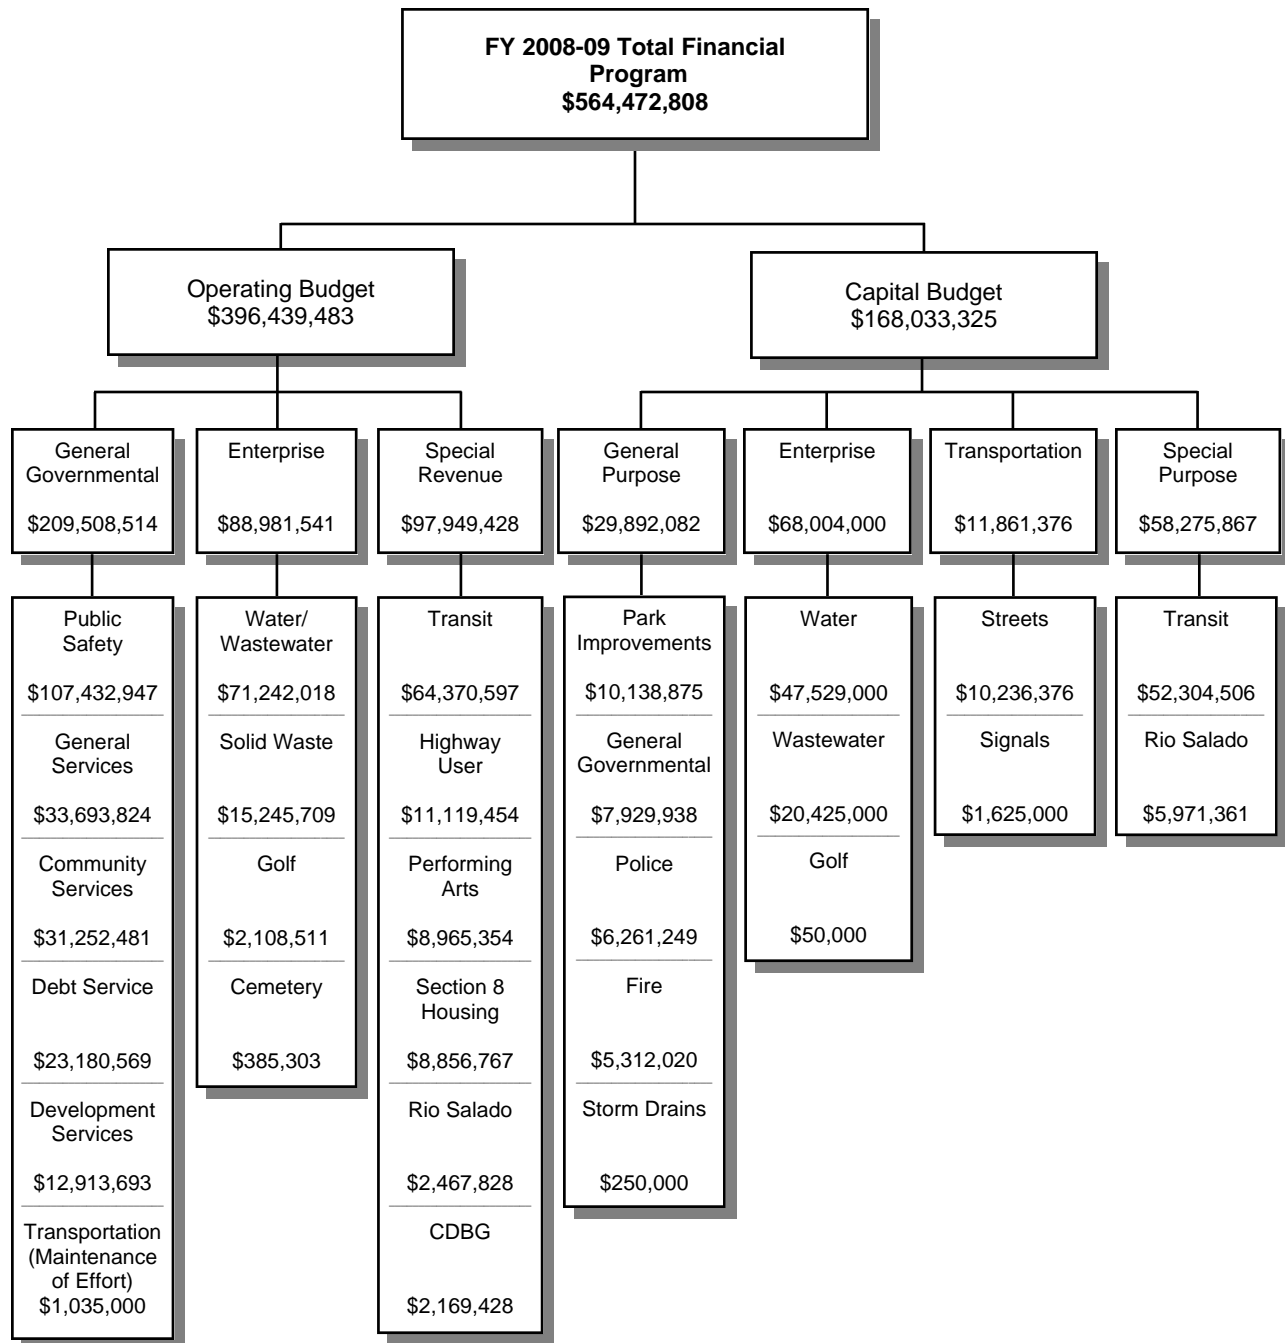 FY 2008-09 Total Financial
Program
$564,472,808
Operating Budget
$396,439,483
Capital Budget
$168,033,325
General
Governmental
$209,508,514
Enterprise
$88,981,541
Special
Revenue
$97,949,428
General
Purpose
$29,892,082
Enterprise
$68,004,000
Transportation
$11,861,376
Special
Purpose
$58,275,867
Public
Safety
$107,432,947
General
Services
$33,693,824
Community
Services
$31,252,481
Debt Service
$23,180,569
Development
Services
$12,913,693
Transportation
(Maintenance
of Effort)
$1,035,000
Water/
Wastewater
$71,242,018
Solid Waste
$15,245,709
Golf
$2,108,511
Cemetery
$385,303
Transit
$64,370,597
Highway
User
$11,119,454
Performing
Arts
$8,965,354
Section 8
Housing
$8,856,767
Rio Salado
$2,467,828
CDBG
$2,169,428
Park
Improvements
$10,138,875
General
Governmental
$7,929,938
Police
$6,261,249
Fire
$5,312,020
Storm Drains
$250,000
Water
$47,529,000
Wastewater
$20,425,000
Golf
$50,000
Streets
$10,236,376
Signals
$1,625,000
Transit
$52,304,506
Rio Salado
$5,971,361